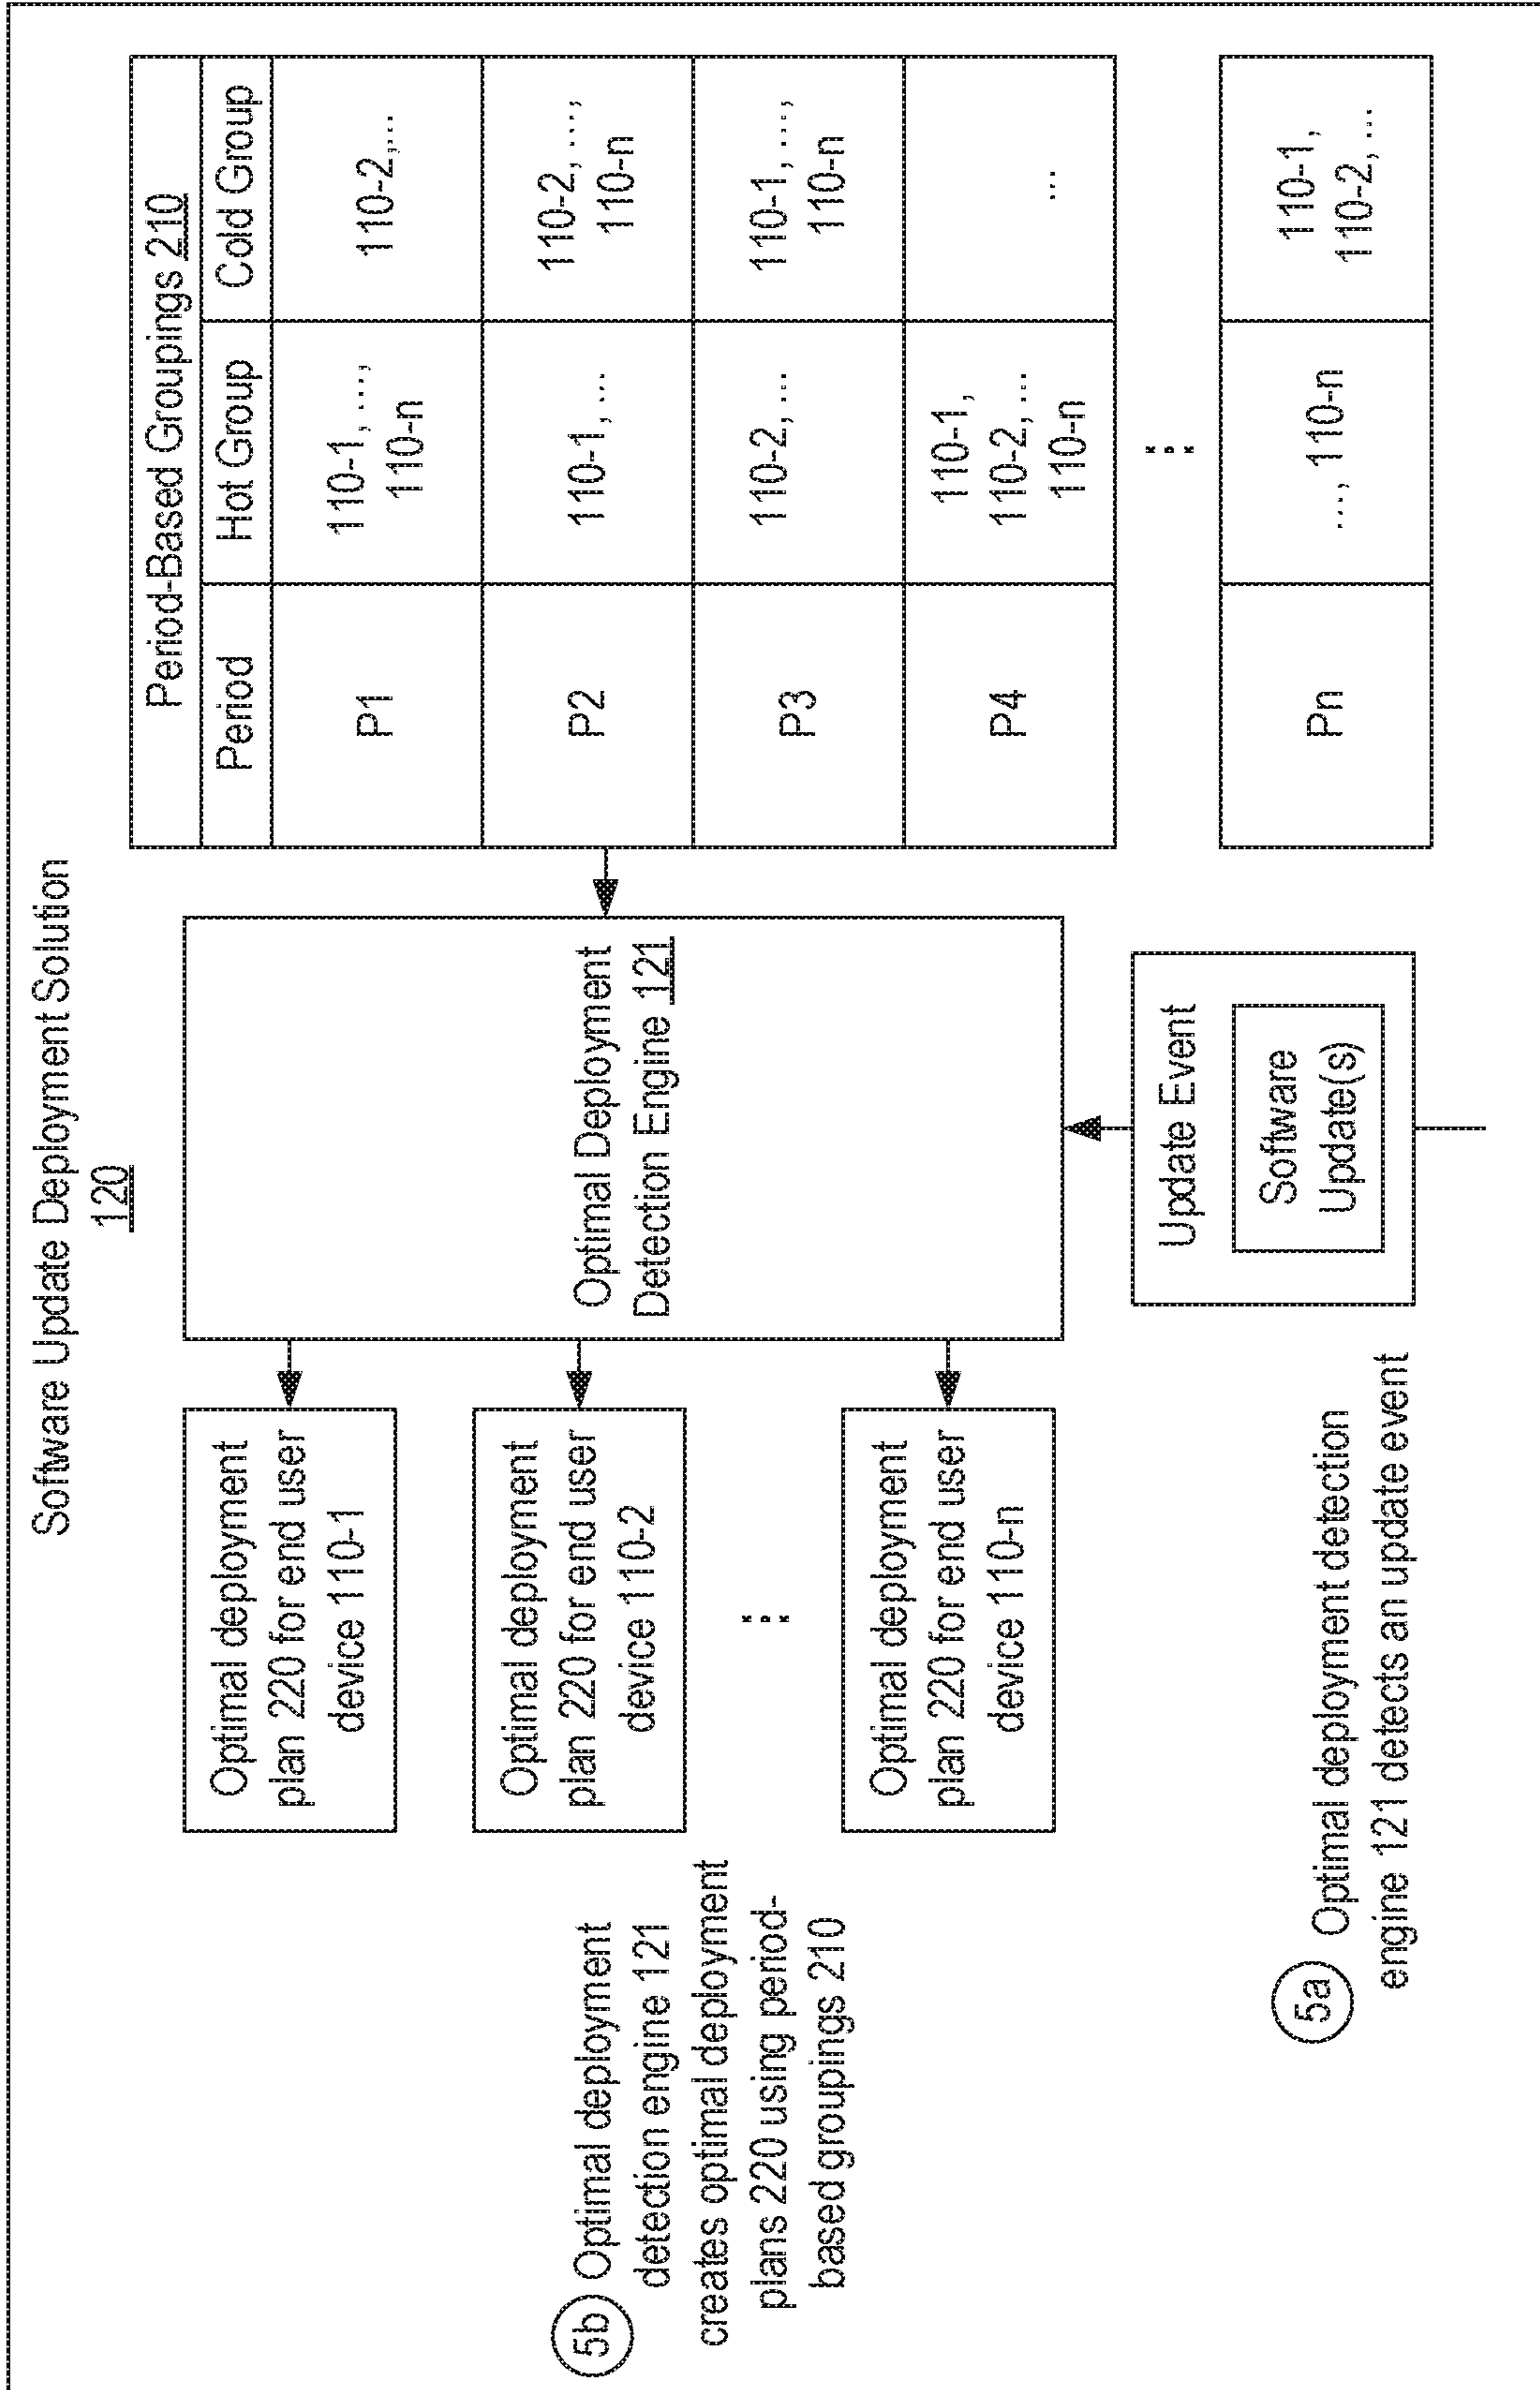 Software Update Deployment Solution
120
5b
Optimal deployment
detection engine 121
creates optimal deployment
plans 220 using period-
based groupings 210
Optimal deployment
plan 220 for end user
device 110-1
Optimal deployment
plan 220 for end user
device 110-2
Optimal deployment
plan 220 for end user
device 110-n
Optimal Deployment
Detection Engine 121
Period-Based Groupings 210
Period Hot Group Cold Group
P1 110-1, ..., 110-2,...
110-n
P2 110-1, ... 110-2, ...,
110-n
P3 110-2, ... 110-1, ...,
110-n
P4 110-1, ...
110-2, ...
110-n
Pn ..., 110-n 110-1,
110-2, ...
5a
Optimal deployment detection
engine 121 detects an update event
Update Event
Software
Update(s)